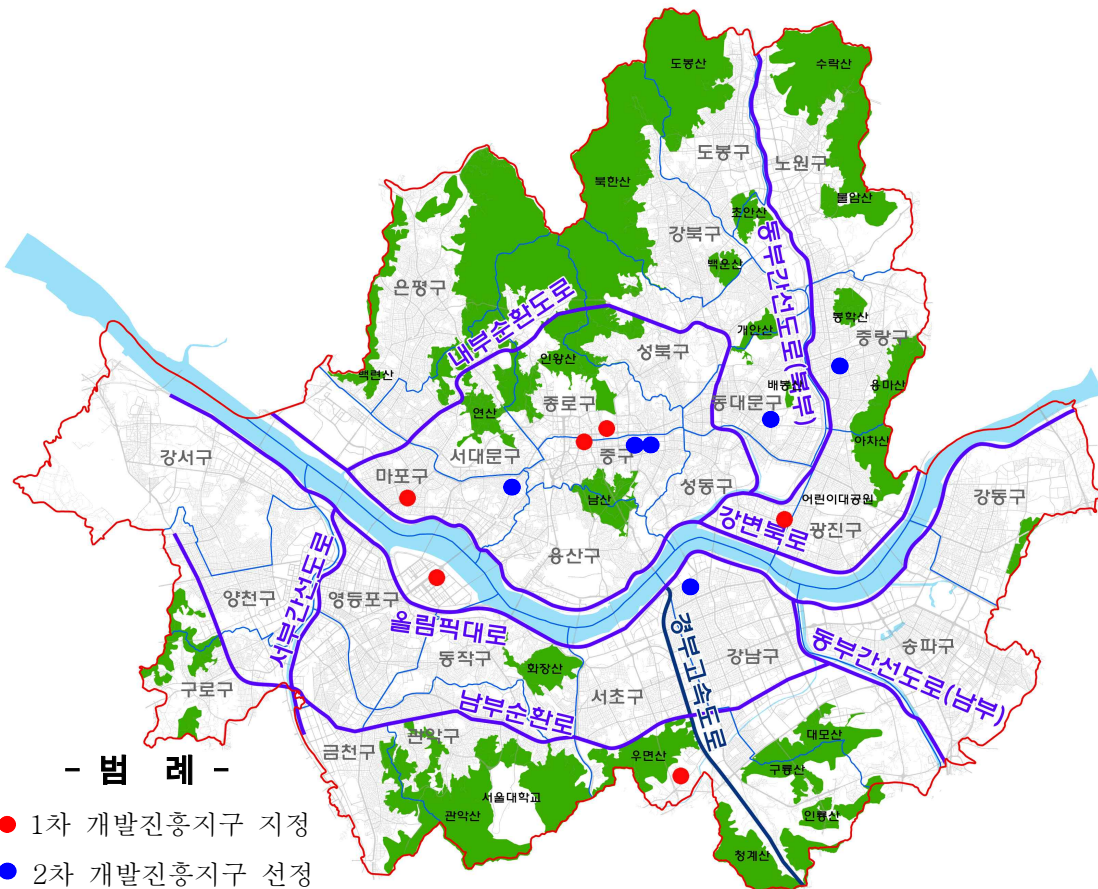 도봉산
수락산
도봉구
노원구
북한산
불암산
초안산
강북구
백운산
동부간선도로(북부)
은평구
내부순환도로
봉학산
개안산
중랑구
성북구
인왕산
백련산
배봉산
용마산
종로구
동대문구
연산
아차산
중구
서대문구
강서구
마포구
성동구
강동구
남산
어린이대공원
강변북로
광진구
용산구
서부간선도로
양천구
영등포구
올림픽대로
경부고속도로
송파구
동작구
강남구
동부간선도로(남부)
화장산
구로구
서초구
남부순환로
관악구
금천구
대모산
우면산
구룡산
서울대학교
관악산
인릉산
청계산
- 범 례 -
1차 개발진흥지구 지정
2차 개발진흥지구 선정